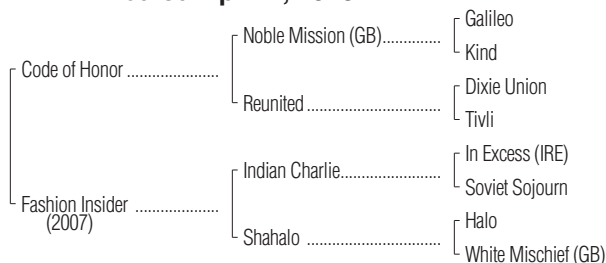 Galileo
Noble Mission (GB)
Kind
Code of Honor
Dixie Union
Reunited
Tivli
In Excess (IRE)
Indian Charlie
Soviet Sojourn
Fashion Insider
(2007)
Halo
Shahalo
White Mischief (GB)